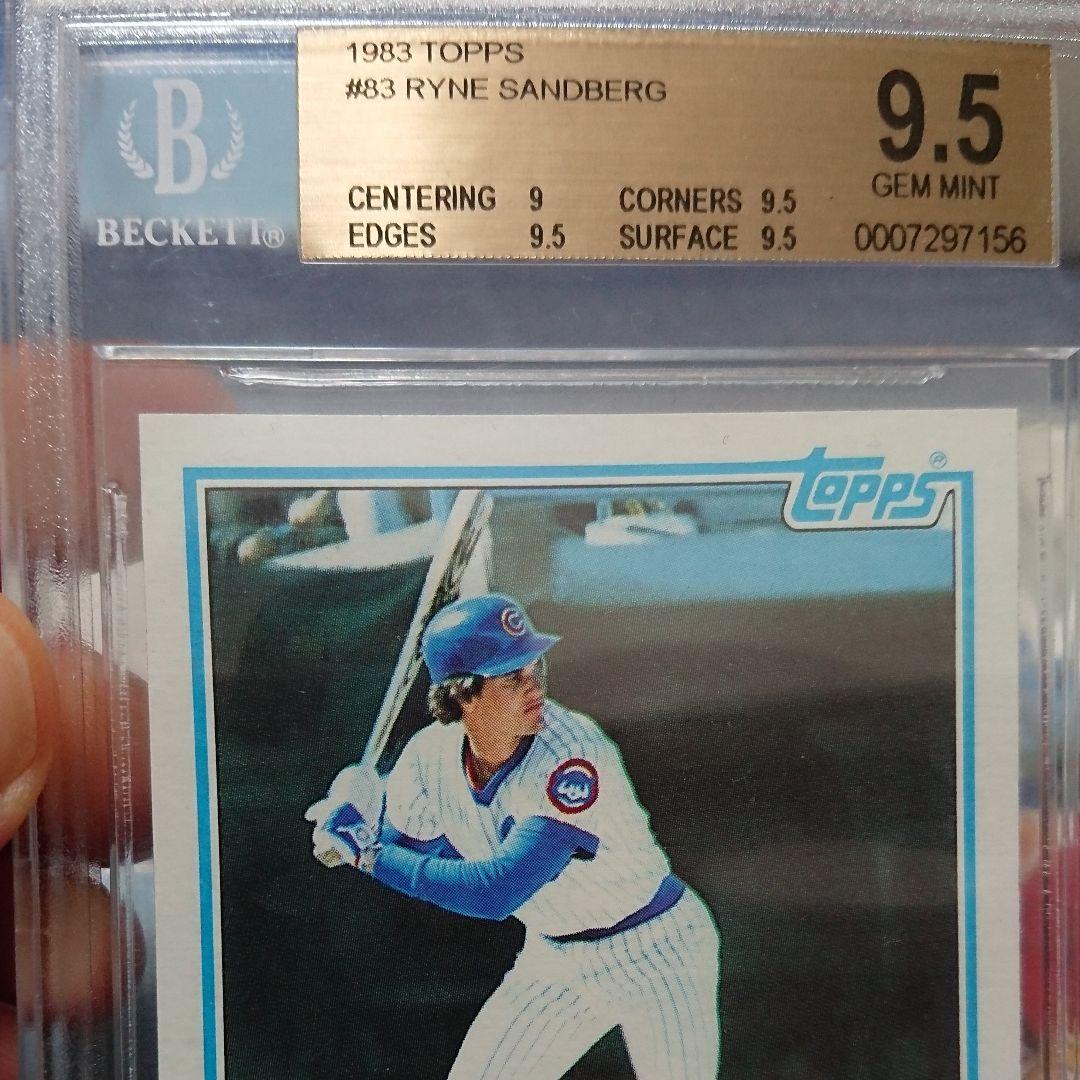 1983 TOPPS
#83 RYNE SANDBERG
9.5
GEM MINT
CENTERING 9 CORNERS 9.5
EDGES 9.5 SURFACE 9.5
0007297156
B
BECKETT®
topps®
C